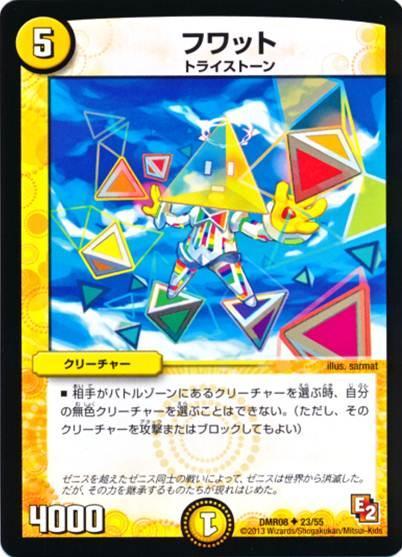 5
フワット
トライストーン
illus. sarmat
クリーチャー
■ 相手がバトルゾーンにあるクリーチャーを選ぶ時、自分
の無色クリーチャーを選ぶことはできない。（ただし、その
クリーチャーを攻撃またはブロックしてもよい）
ゼニスを超えたゼニス同士の戦いによって、ゼニスは世界から消滅した。
だが、その力を継承するものたちが現れはじめた。
E2
4000
1
DMR08 ◆ 23/55
©2013 Wizards/Shogakukan/Mitsui-Kids